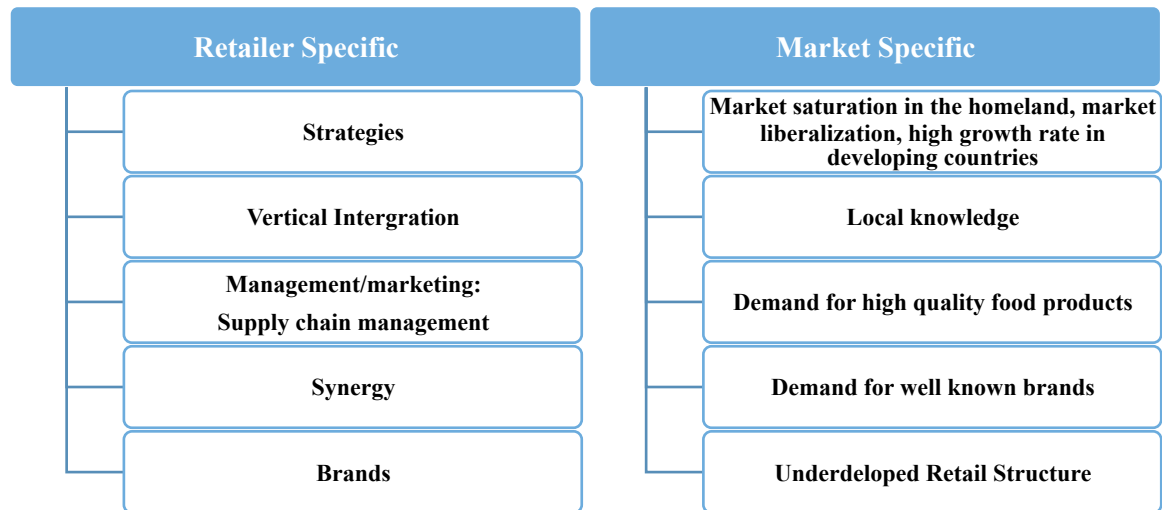 Retailer Specific
Strategies
Vertical Intergration
Management/marketing:
Supply chain management
Synergy
Brands
Market Specific
Market saturation in the homeland, market
liberalization, high growth rate in
developing countries
Local knowledge
Demand for high quality food products
Demand for well known brands
Underdeloped Retail Structure